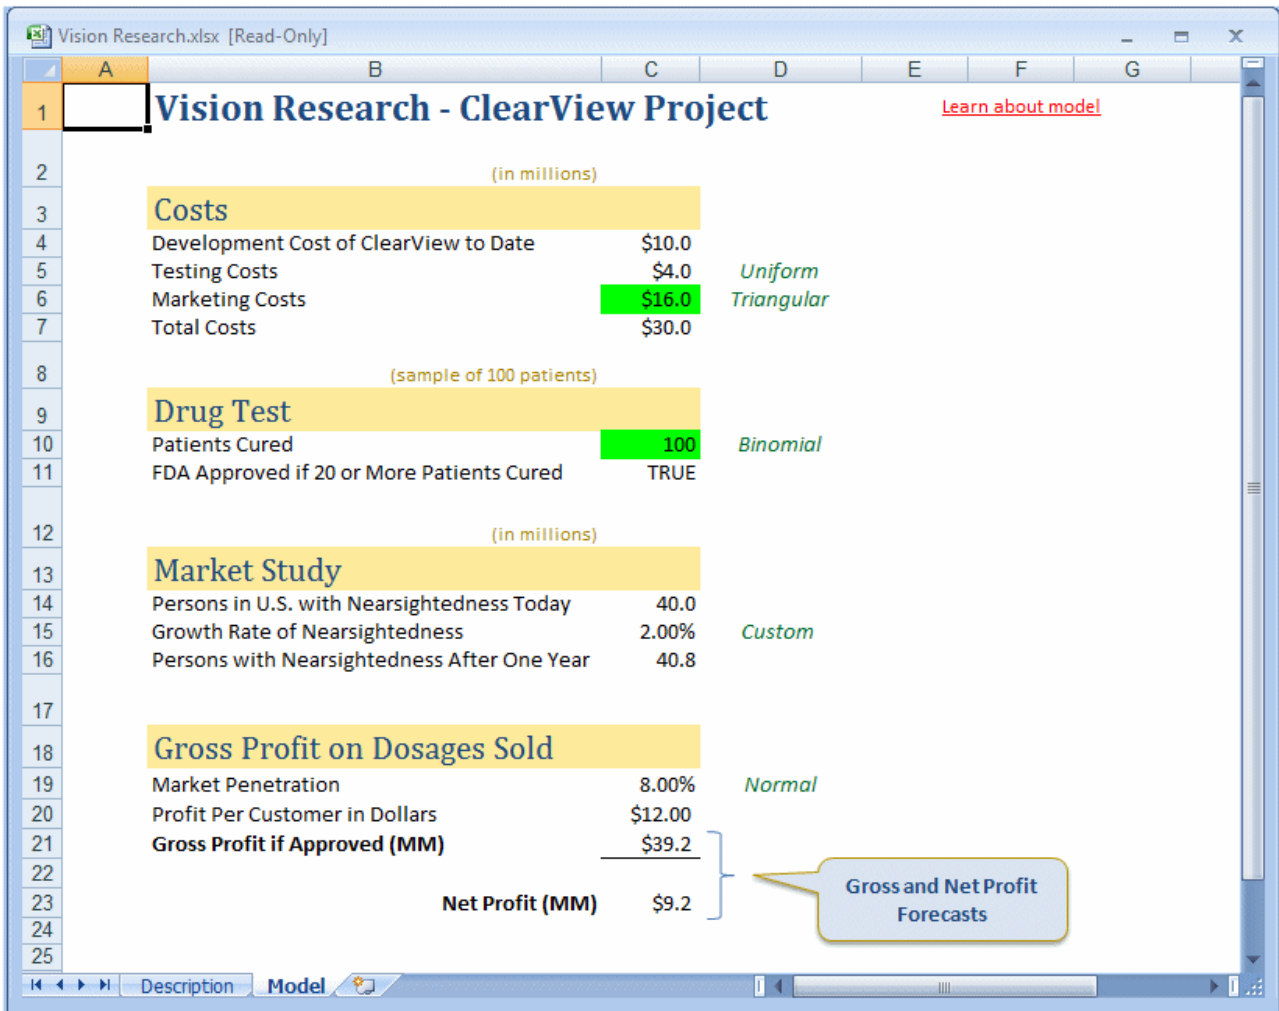 Vision Research.xlsx [Read-Only]
A B C D E F G
1 Vision Research - ClearView Project Learn about model
2 (in millions)
3 Costs
4 Development Cost of ClearView to Date $10.0
5 Testing Costs $4.0 Uniform
6 Marketing Costs $16.0 Triangular
7 Total Costs $30.0
8 (sample of 100 patients)
9 Drug Test
10 Patients Cured 100 Binomial
11 FDA Approved if 20 or More Patients Cured TRUE
12 (in millions)
13 Market Study
14 Persons in U.S. with Nearsightedness Today 40.0
15 Growth Rate of Nearsightedness 2.00% Custom
16 Persons with Nearsightedness After One Year 40.8
17
18 Gross Profit on Dosages Sold
19 Market Penetration 8.00% Normal
20 Profit Per Customer in Dollars $12.00
21 Gross Profit if Approved (MM) $39.2
22
Gross and Net Profit
Forecasts
23 Net Profit (MM) $9.2
24
25
Description Model